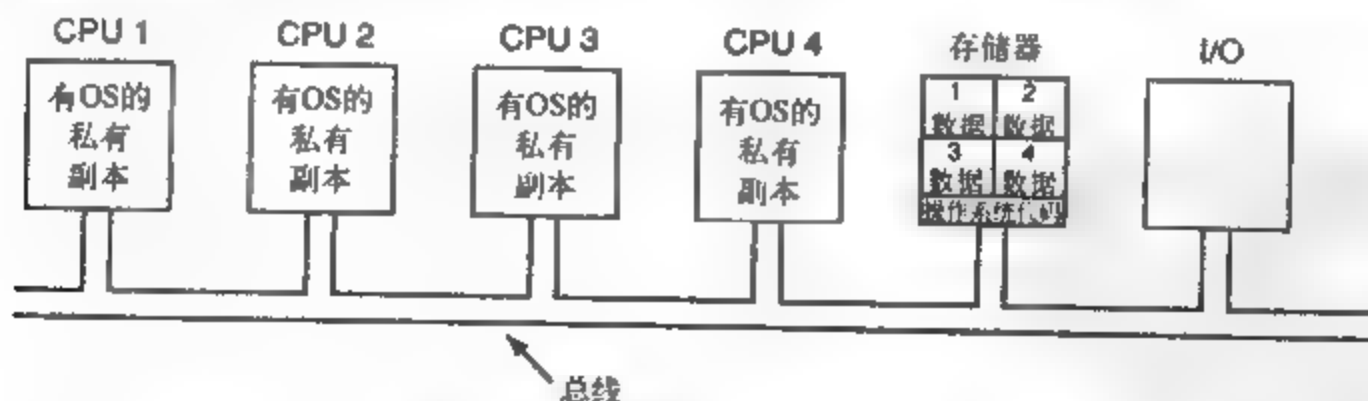 CPU 1
CPU 2
CPU 3
CPU 4
存储器
I/O
有OS的
私有
副本
有OS的
私有
副本
有OS的
私有
副本
有OS的
私有
副本
1
数据
2
数据
3
数据
4
数据
操作系统代码
总线